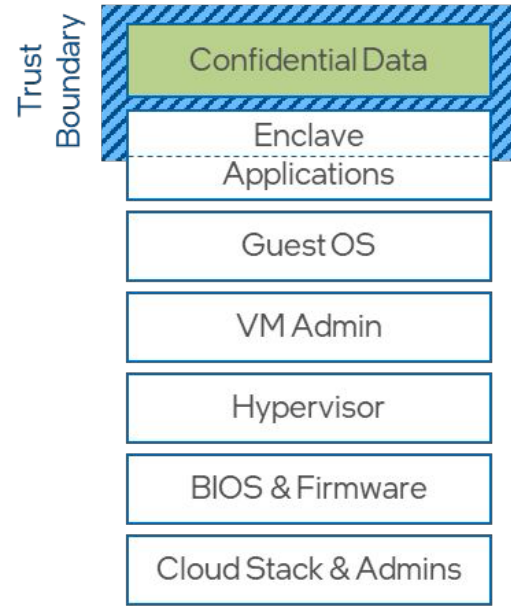 Trust
Boundary
Confidential Data
Enclave
Applications
Guest OS
VM Admin
Hypervisor
BIOS & Firmware
Cloud Stack & Admins